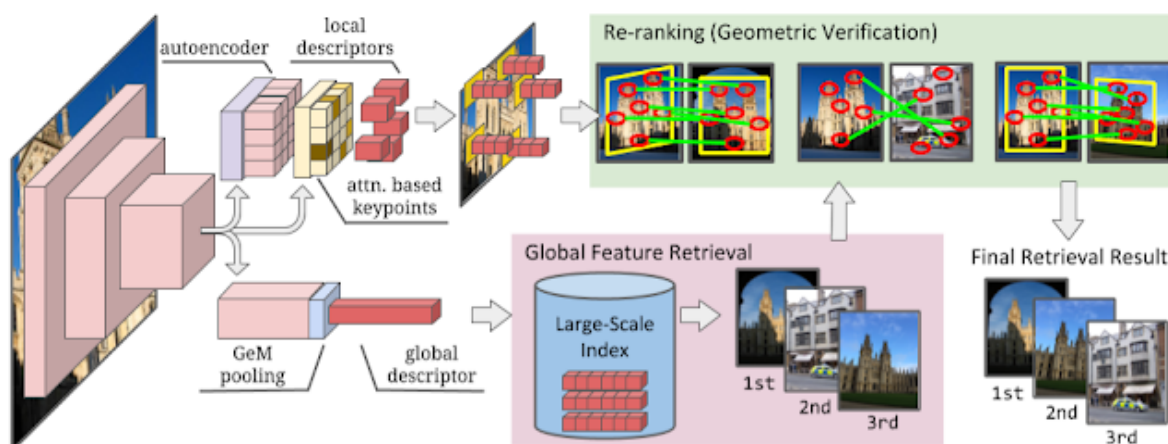 autoencoder
local
descriptors
attn. based
keypoints
Re-ranking (Geometric Verification)
GeM
pooling
global
descriptor
Global Feature Retrieval
Large-Scale
Index
1st
2nd
3rd
Final Retrieval Result
1st
2nd
3rd